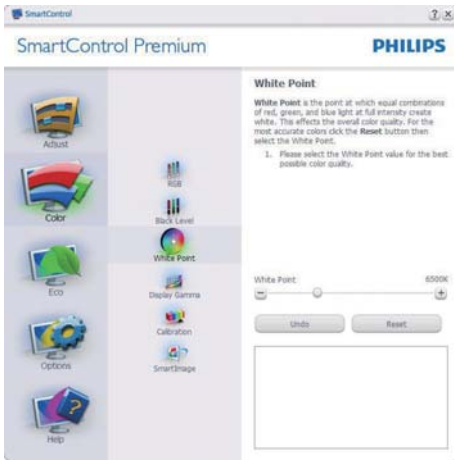 SmartControl
SmartControl Premium
PHILIPS
Adjust
Color
Eco
Options
Help
RGB
Black Level
White Point
Display Gamma
Calibration
SmartImage
White Point
White Point is the point at which equal combinations
of red, green, and blue light at full intensity create
white. This effects the overall color quality. For the
most accurate colors click the Reset button then
select the White Point.
1. Please select the White Point value for the best
possible color quality.
White Point 6500K
Undo Reset